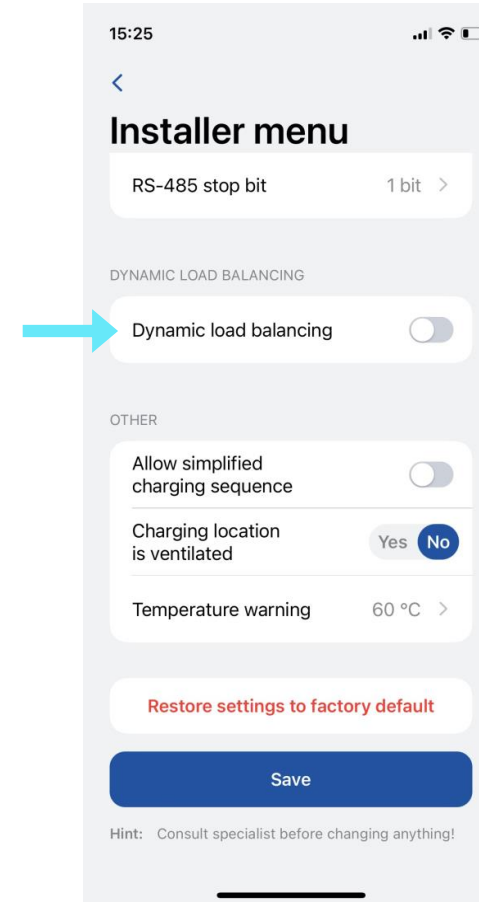 15:25
Installer menu
RS-485 stop bit 1 bit
DYNAMIC LOAD BALANCING
Dynamic load balancing
OTHER
Allow simplified
charging sequence
Charging location
is ventilated
Yes No
Temperature warning 60 °C
Restore settings to factory default
Save
Hint: Consult specialist before changing anything!